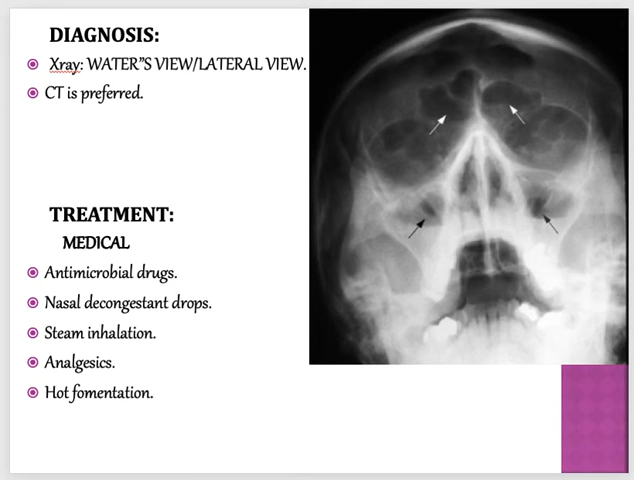 DIAGNOSIS:
Xray: WATER"S VIEW/LATERAL VIEW.
CT is preferred.
TREATMENT:
MEDICAL
Antimicrobial drugs.
Nasal decongestant drops.
Steam inhalation.
Analgesics.
Hot fomentation.